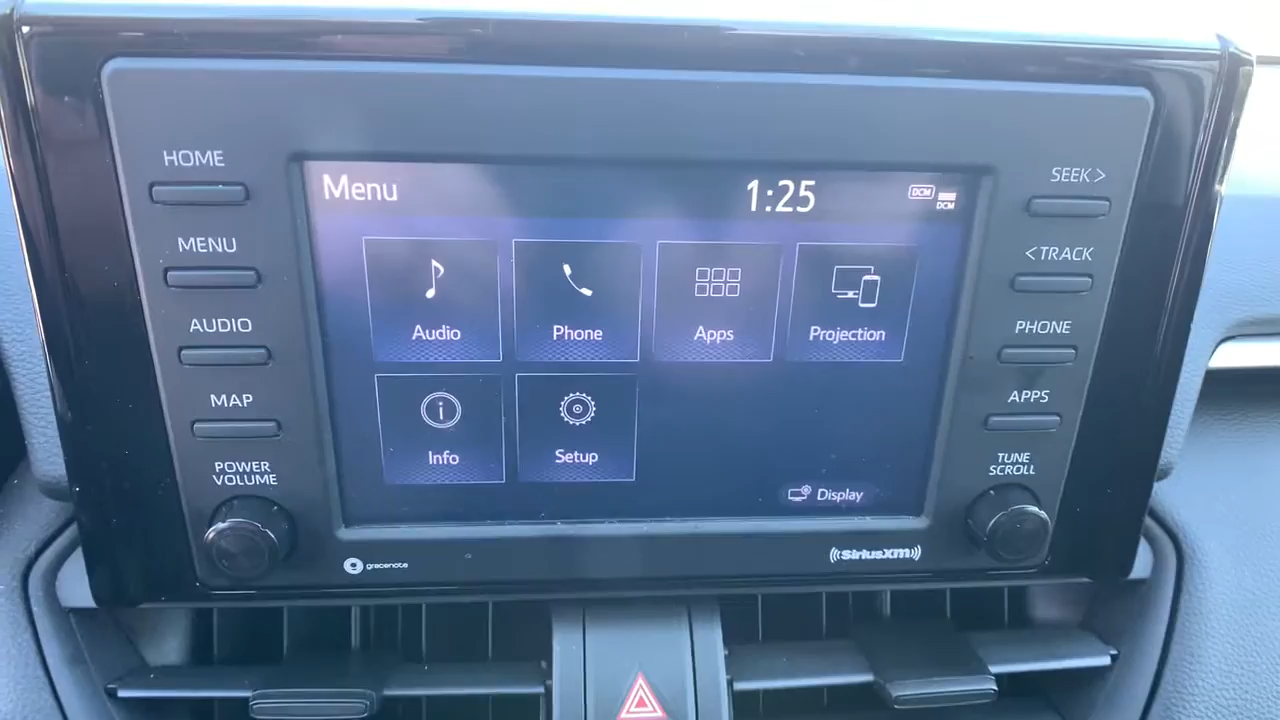 HOME
MENU
AUDIO
MAP
POWER
VOLUME
Menu
1:25
DCM
DCM
Audio
Phone
Apps
Projection
Info
Setup
Display
SEEK>
<TRACK
PHONE
APPS
TUNE
SCROLL
gracenote
((SiriusXM))